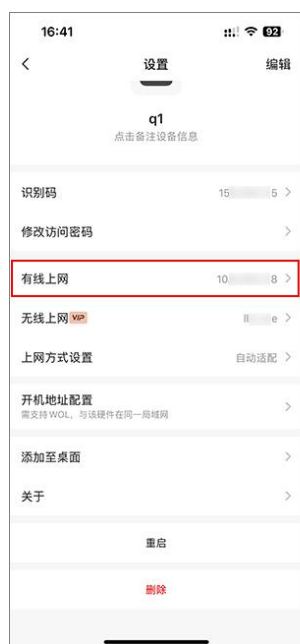 16:41
92
设置
编辑
q1
点击备注设备信息
识别码
15 5
修改访问密码
有线上网
10 8
无线上网 VIP
ll e
上网方式设置
自动适配
开机地址配置
需支持WOL，与该硬件在同一局域网
添加至桌面
关于
重启
删除